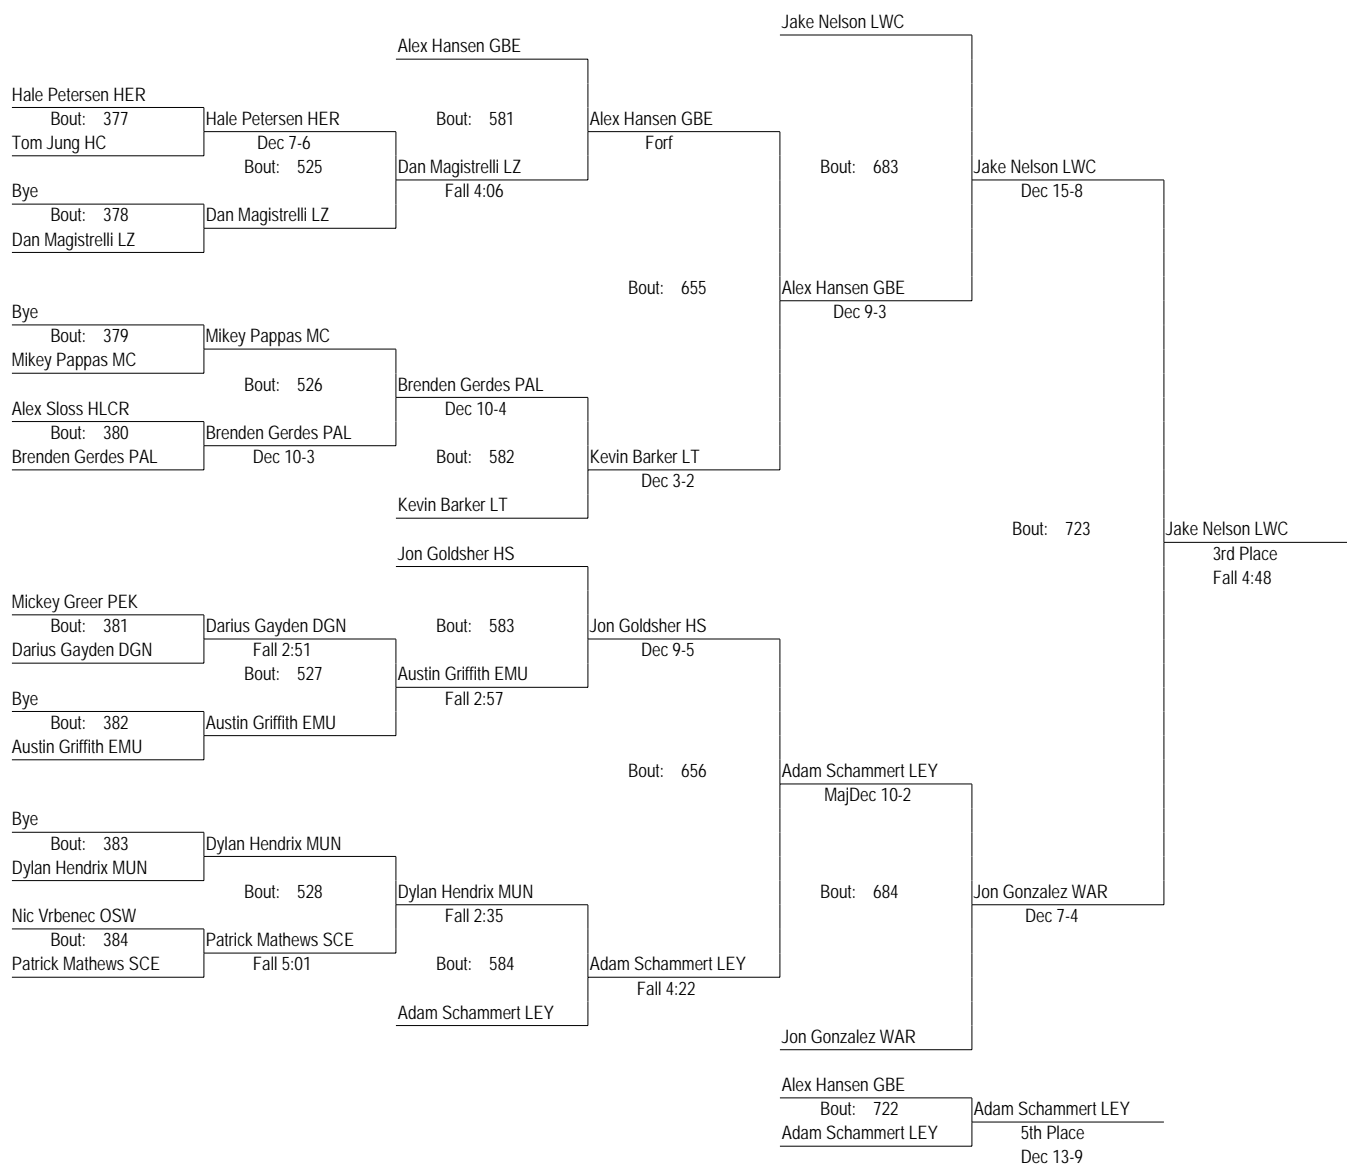 Jake Nelson LWC
Alex Hansen GBE
Hale Petersen HER
Bout: 377
Hale Petersen HER
Bout: 581
Alex Hansen GBE
Tom Jung HC
Dec 7-6
Forf
Bout: 525
Dan Magistrelli LZ
Bout: 683
Jake Nelson LWC
Bye
Fall 4:06
Dec 15-8
Bout: 378
Dan Magistrelli LZ
Dan Magistrelli LZ
Bout: 655
Alex Hansen GBE
Bye
Dec 9-3
Bout: 379
Mikey Pappas MC
Mikey Pappas MC
Bout: 526
Brenden Gerdes PAL
Alex Sloss HLCR
Dec 10-4
Bout: 380
Brenden Gerdes PAL
Brenden Gerdes PAL
Dec 10-3
Bout: 582
Kevin Barker LT
Dec 3-2
Kevin Barker LT
Bout: 723
Jake Nelson LWC
Jon Goldsher HS
3rd Place
Fall 4:48
Mickey Greer PEK
Bout: 381
Darius Gayden DGN
Bout: 583
Jon Goldsher HS
Darius Gayden DGN
Fall 2:51
Dec 9-5
Bout: 527
Austin Griffith EMU
Bye
Fall 2:57
Bout: 382
Austin Griffith EMU
Austin Griffith EMU
Bout: 656
Adam Schammert LEY
MajDec 10-2
Bye
Bout: 383
Dylan Hendrix MUN
Dylan Hendrix MUN
Bout: 528
Dylan Hendrix MUN
Bout: 684
Jon Gonzalez WAR
Nic Vrbenec OSW
Fall 2:35
Dec 7-4
Bout: 384
Patrick Mathews SCE
Patrick Mathews SCE
Fall 5:01
Bout: 584
Adam Schammert LEY
Fall 4:22
Adam Schammert LEY
Jon Gonzalez WAR
Alex Hansen GBE
Bout: 722
Adam Schammert LEY
Adam Schammert LEY
5th Place
Dec 13-9